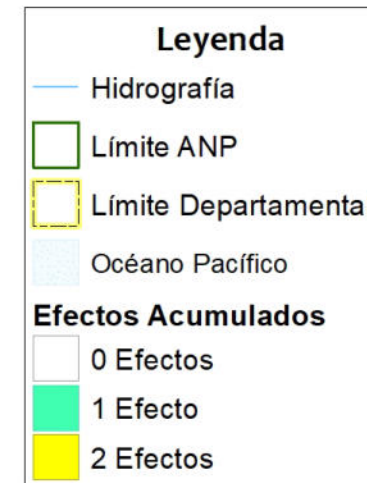 Leyenda
Hidrografía
Límite ANP
Límite Departamenta
Océano Pacífico
Efectos Acumulados
0 Efectos
1 Efecto
2 Efectos